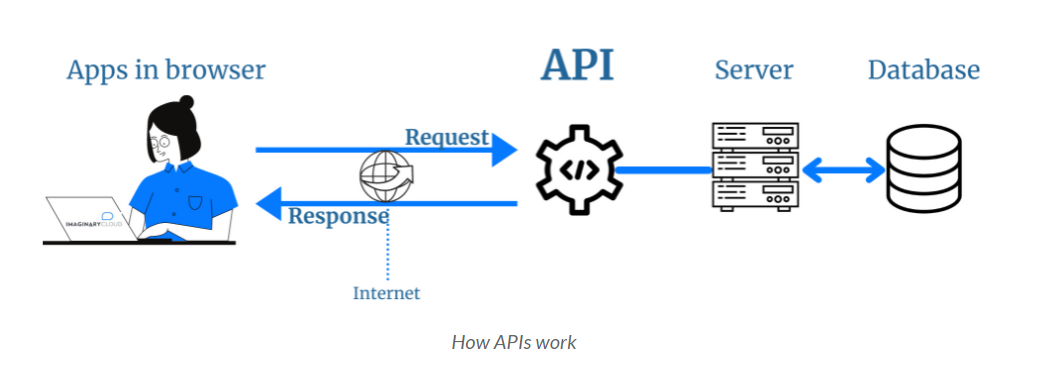 Apps in browser
API
Server
Database
Request
Response
IMAGINARYCLOUD
Internet
How APIs work